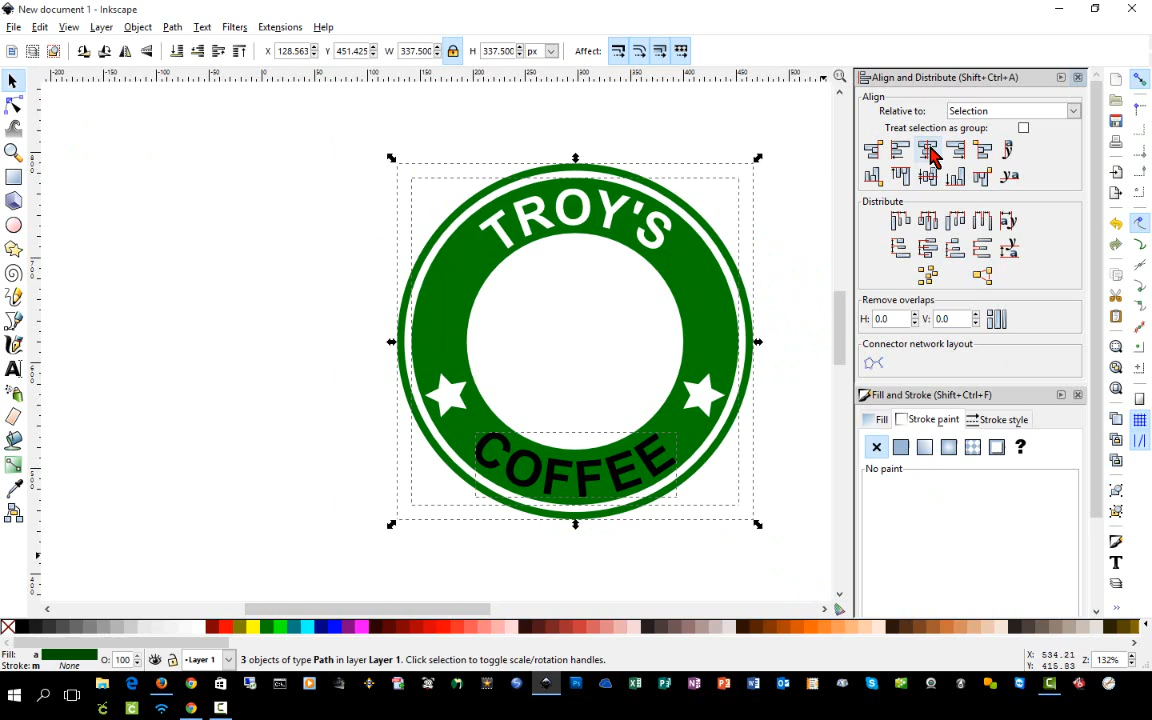 New document 1 - Inkscape
File Edit View Layer Object Path Text Filters Extensions Help
X 128.563 Y 451.425 W 337.500 H 337.500 px Affect:
Align and Distribute (Shift+Ctrl+A)
Align
Relative to: Selection
Treat selection as group:
Distribute
Remove overlaps
H: 0.0 V: 0.0
Connector network layout
Fill and Stroke (Shift+Ctrl+F)
Fill Stroke paint Stroke style
No paint
TROY'S
COFFEE
Fill: a O: 100 Layer 1 3 objects of type Path in layer Layer 1. Click selection to toggle scale/rotation handles. X: 534.21 Z: 132%
Stroke: m None Y: 415.83